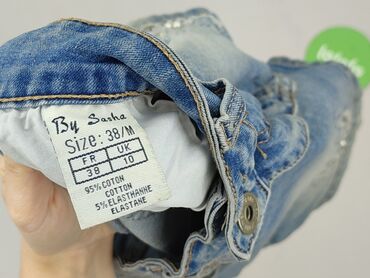 By Sasha
Size: 38/M
FR UK
38 10
95% COTON
COTTON
5% ELASTHANNE
ELASTANE